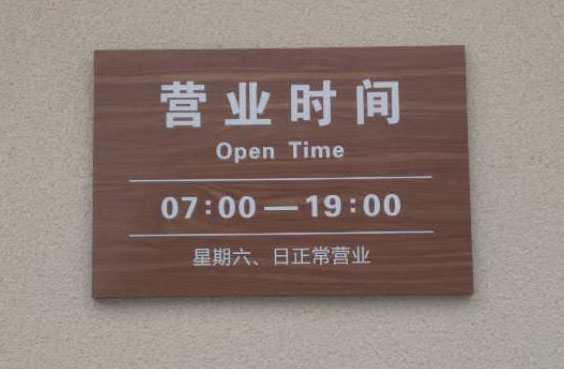 营业时间
Open Time
07:00—19:00
星期六、日正常营业